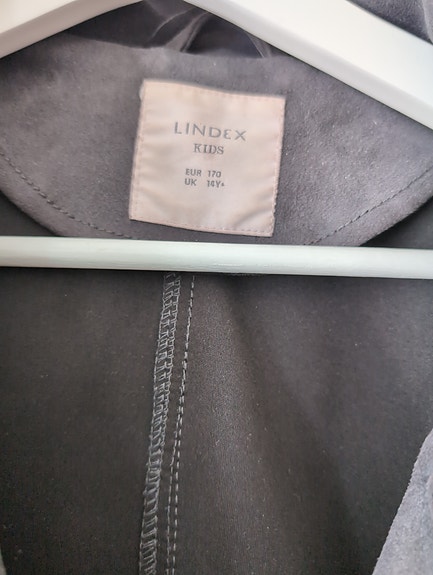 LINDEX
KIDS
EUR 170
UK 14Y+